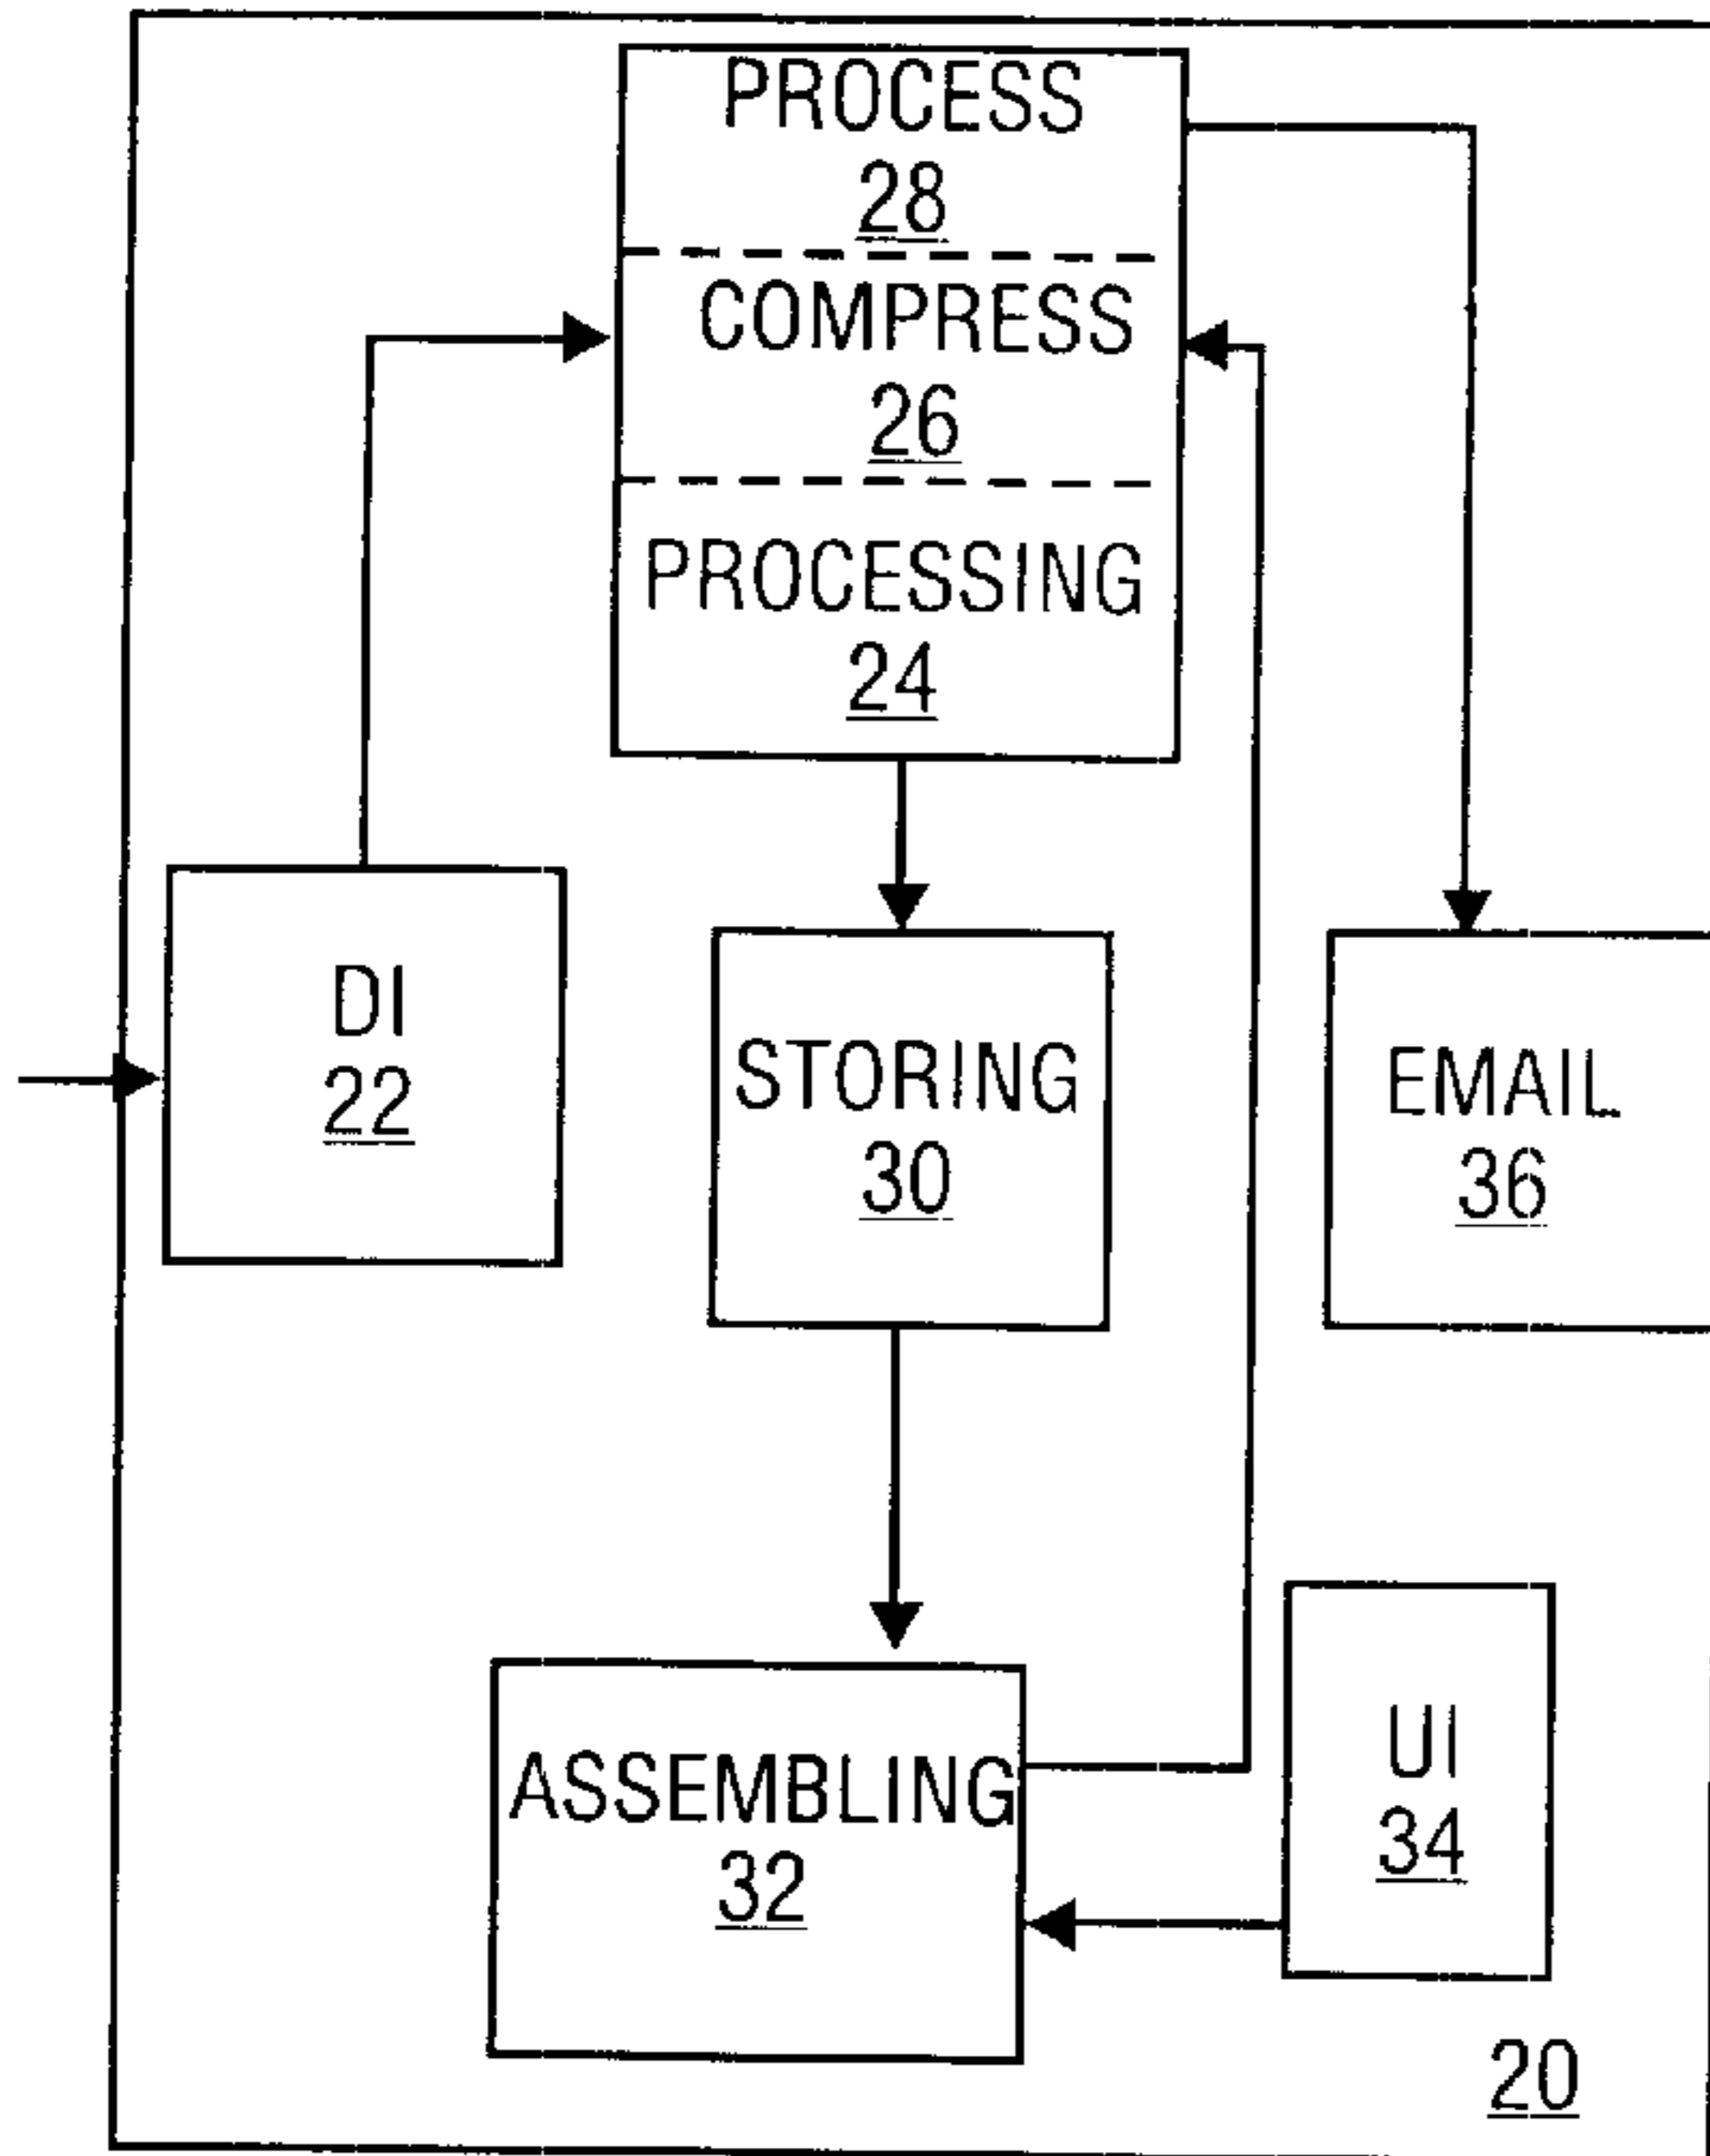 PROCESS
28
COMPRESS
26
PROCESSING
24
DI
22
STORING
30
EMAIL
36
ASSEMBLING
32
UI
34
20